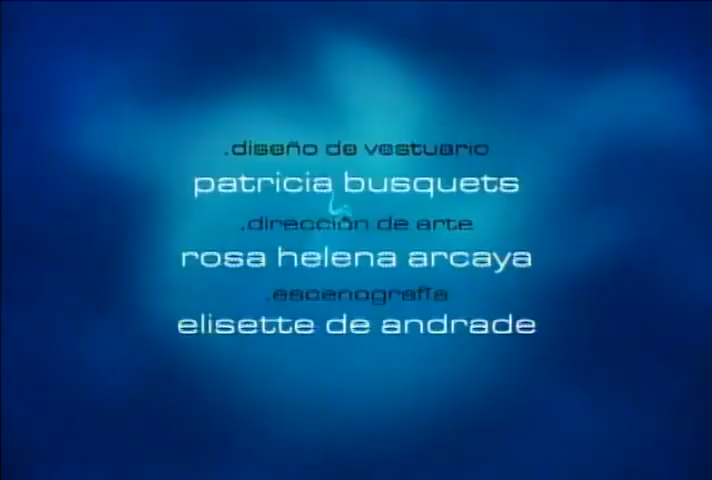 .diseño de vestuario
patricia busquets
.dirección de arte
rosa helena arcaya
.escenografía
elisette de andrade